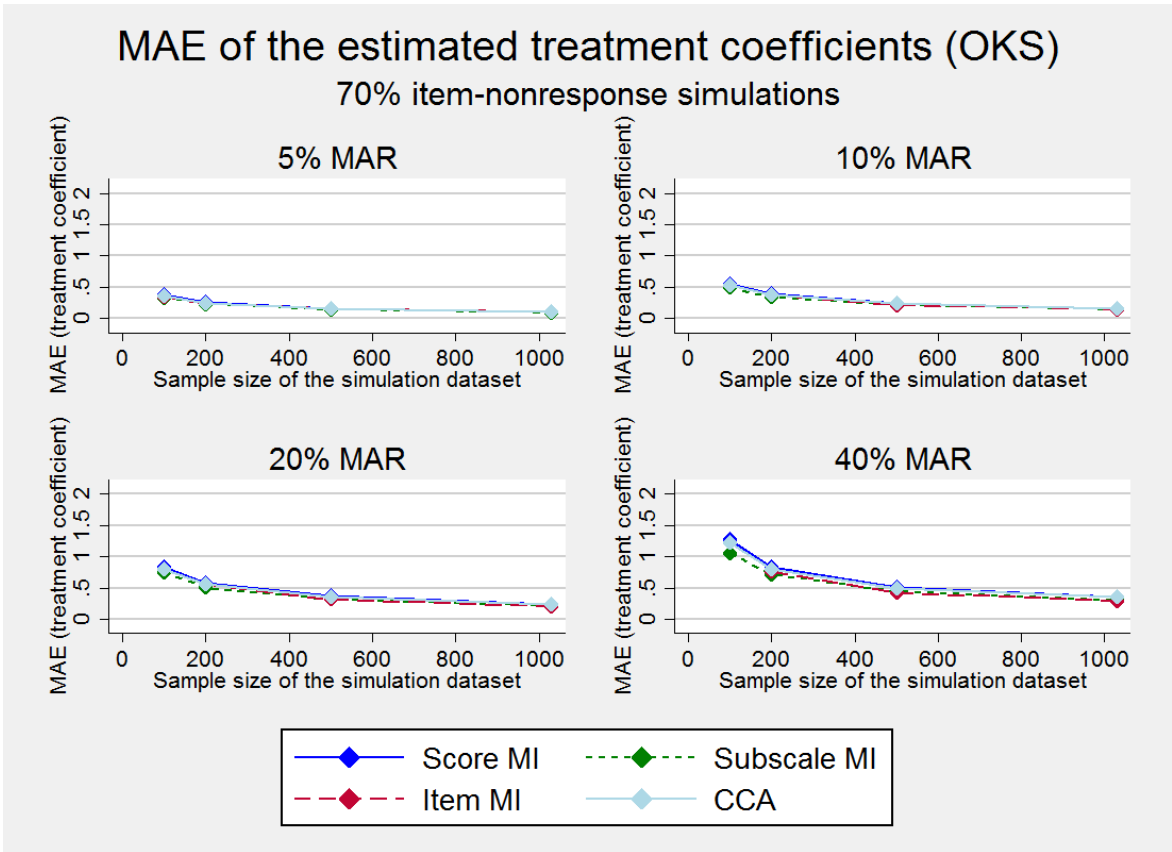 MAE of the estimated treatment coefficients (OKS)
70% item-nonresponse simulations
5% MAR
MAE (treatment coefficient)
2
1.5
1
.5
0
0 200 400 600 800 1000
Sample size of the simulation dataset
10% MAR
MAE (treatment coefficient)
2
1.5
1
.5
0
0 200 400 600 800 1000
Sample size of the simulation dataset
20% MAR
MAE (treatment coefficient)
2
1.5
1
.5
0
0 200 400 600 800 1000
Sample size of the simulation dataset
40% MAR
MAE (treatment coefficient)
2
1.5
1
.5
0
0 200 400 600 800 1000
Sample size of the simulation dataset
Score MI
Subscale MI
Item MI
CCA